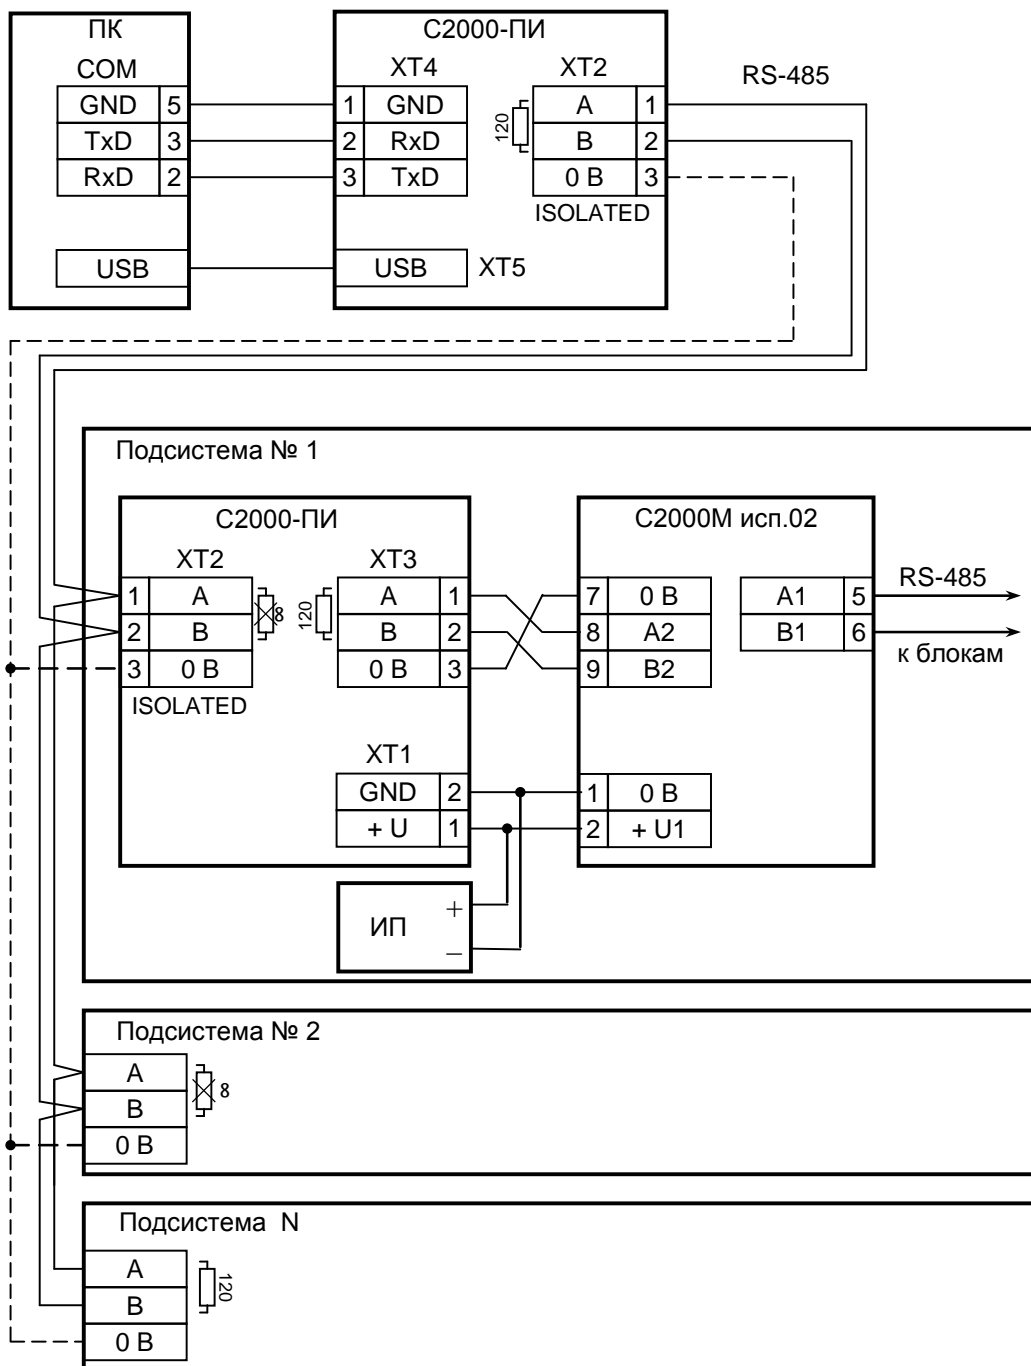 ПК
С2000-ПИ
COM
XT4
XT2
RS-485
GND 5
1 GND
120
A 1
TxD 3
2 RxD
B 2
RxD 2
3 TxD
0 В 3
ISOLATED
USB
USB
XT5
Подсистема № 1
С2000-ПИ
С2000М исп.02
XT2
XT3
RS-485
1 A
8
120
A 1
7 0 В
A1 5
2 B
B 2
8 A2
B1 6
к блокам
3 0 В
0 В 3
9 B2
ISOLATED
XT1
GND 2
1 0 В
+ U 1
2 + U1
ИП
+
–
Подсистема № 2
A
8
B
0 В
Подсистема N
A
120
B
0 В